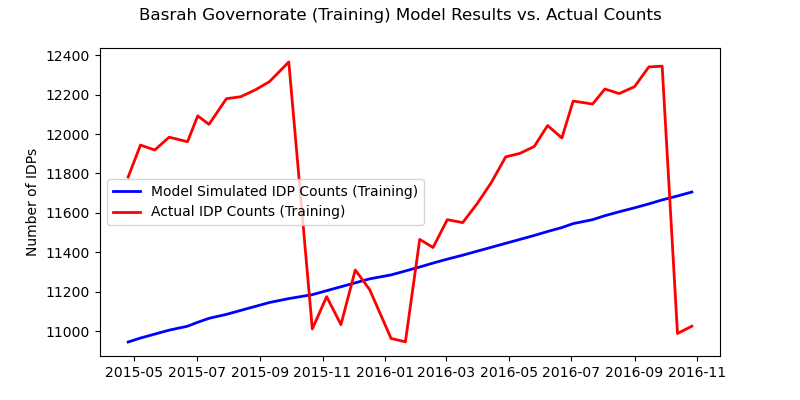 Basrah Governorate (Training) Model Results vs. Actual Counts
Number of IDPs
12400
12200
12000
11800
11600
11400
11200
11000
Model Simulated IDP Counts (Training)
Actual IDP Counts (Training)
2015-05 2015-07 2015-09 2015-11 2016-01 2016-03 2016-05 2016-07 2016-09 2016-11